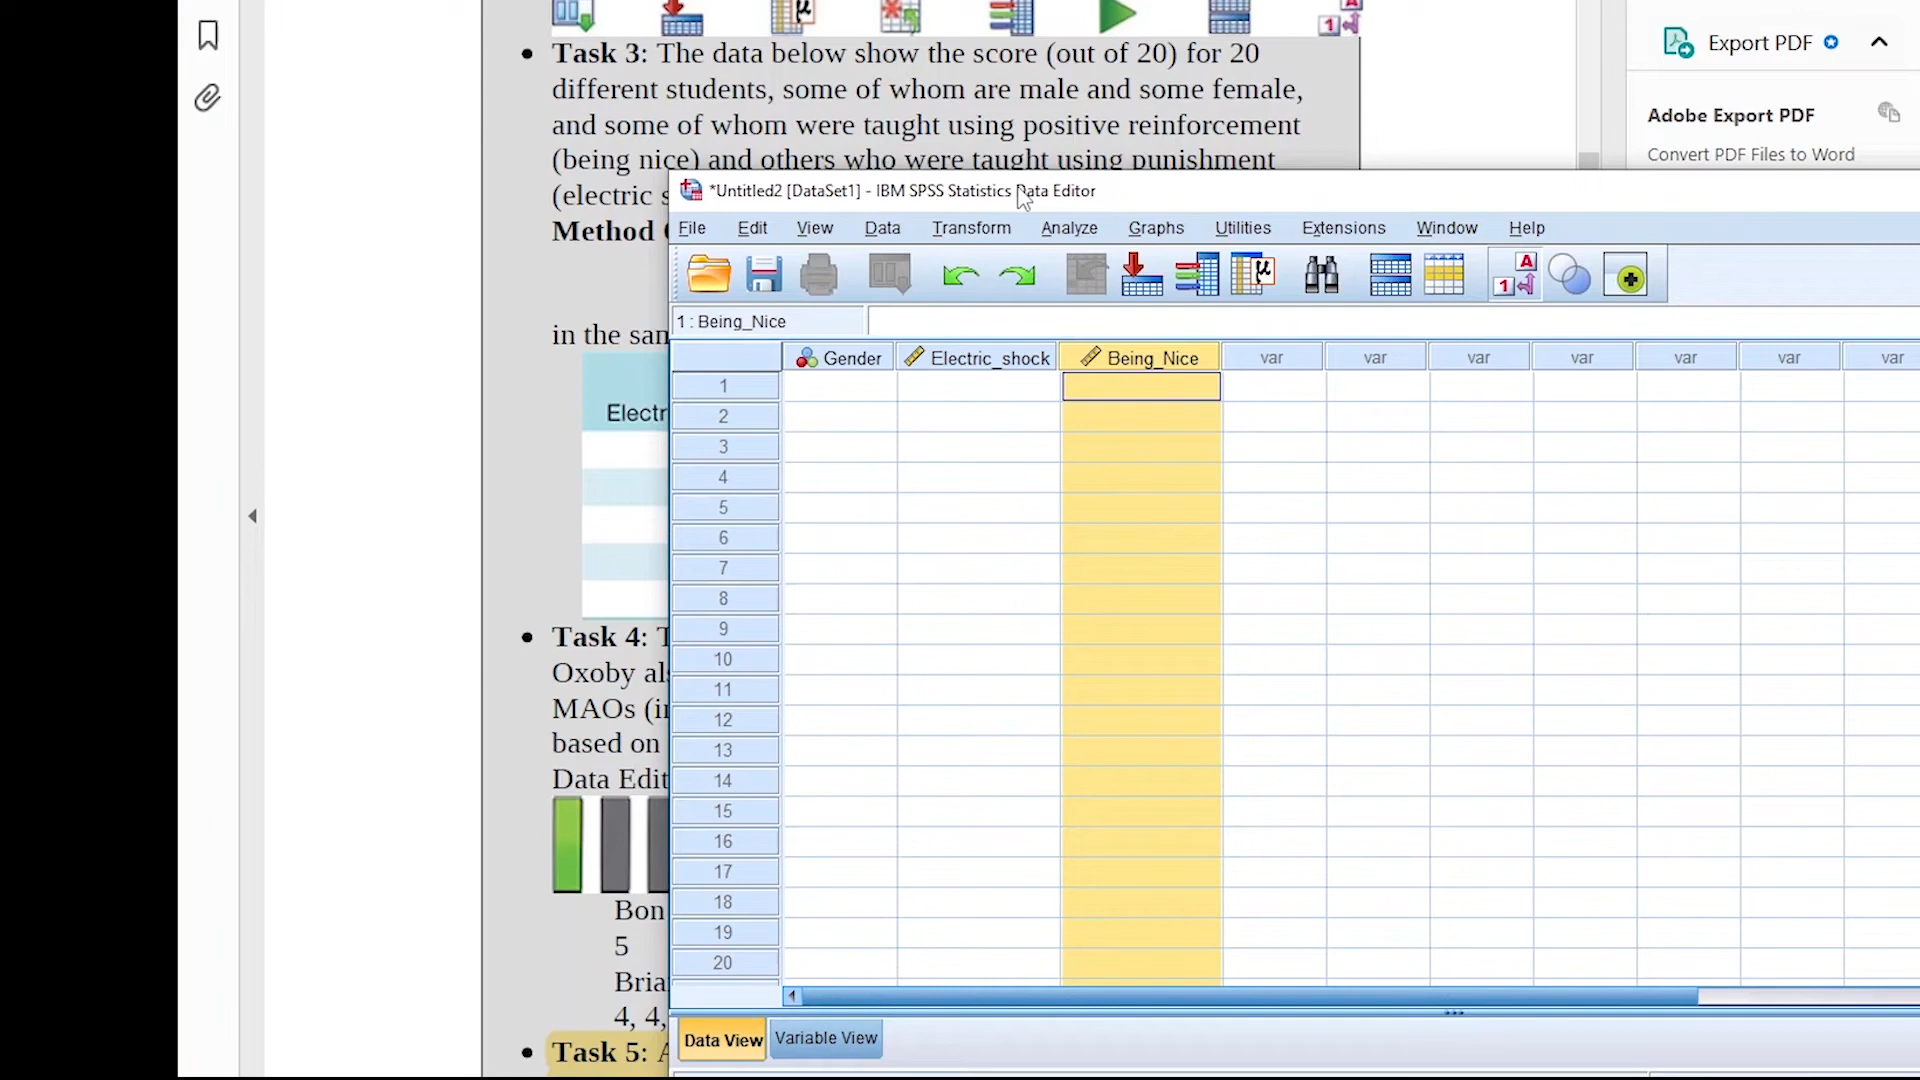 Export PDF
Adobe Export PDF
Convert PDF Files to Word
Task 3: The data below show the score (out of 20) for 20
different students, some of whom are male and some female,
and some of whom were taught using positive reinforcement
(being nice) and others who were taught using punishment
(electric s
Method
in the san
Electr
Task 4: T
Oxoby als
MAOs (in
based on
Data Edit
Bon
5
Brian
4, 4,
Task 5: A
*Untitled2 [DataSet1] - IBM SPSS Statistics Data Editor
File Edit View Data Transform Analyze Graphs Utilities Extensions Window Help
1 : Being_Nice
Gender Electric_shock Being_Nice var var var var var var var
1
2
3
4
5
6
7
8
9
10
11
12
13
14
15
16
17
18
19
20
Data View Variable View